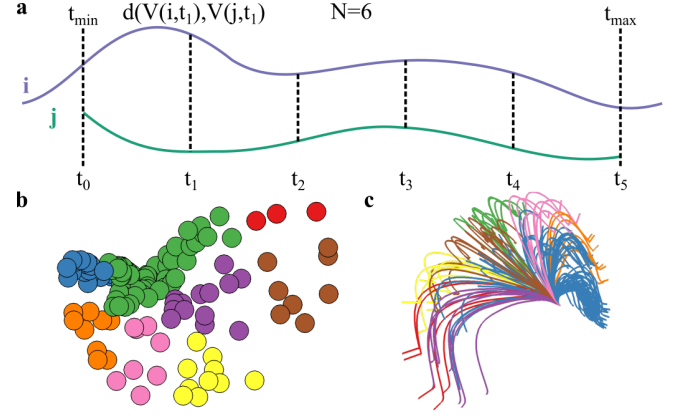 a
t_min d(V(i,t_1),V(j,t_1) N=6 t_max
i
j
t_0 t_1 t_2 t_3 t_4 t_5
b c